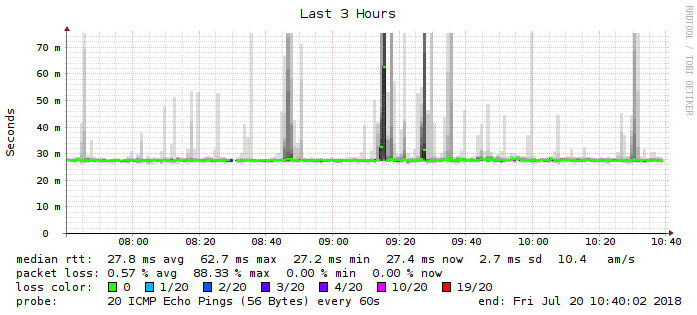 Last 3 Hours
RRDTOOL / TOBI OETIKER
Seconds
70 m
60 m
50 m
40 m
30 m
20 m
10 m
0
08:00 08:20 08:40 09:00 09:20 09:40 10:00 10:20 10:40
median rtt: 27.8 ms avg 62.7 ms max 27.2 ms min 27.4 ms now 2.7 ms sd 10.4 am/s
packet loss: 0.57 % avg 88.33 % max 0.00 % min 0.00 % now
loss color: 0 1/20 2/20 3/20 4/20 10/20 19/20
probe: 20 ICMP Echo Pings (56 Bytes) every 60s end: Fri Jul 20 10:40:02 2018